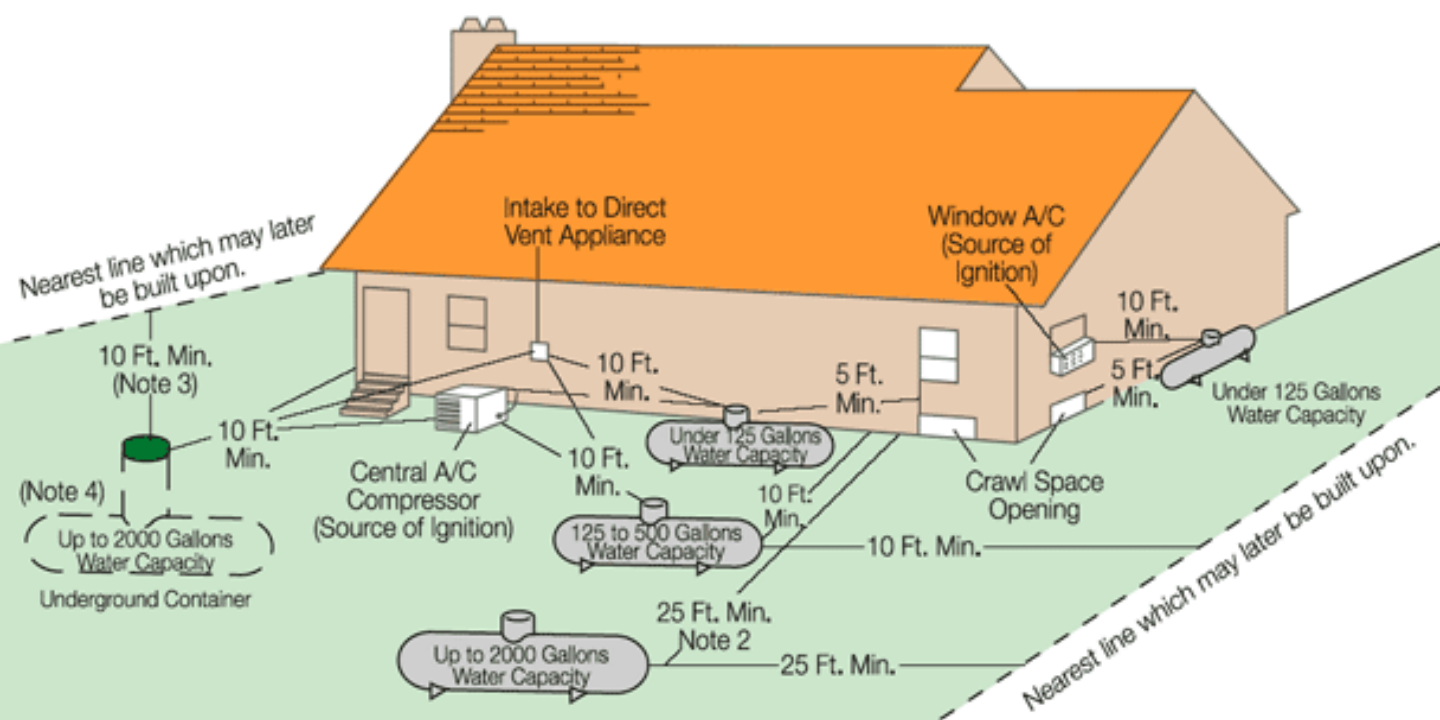 Intake to Direct
Vent Appliance
Window A/C
(Source of
Ignition)
Nearest line which may later
be built upon.
10 Ft. Min.
(Note 3)
10 Ft.
Min.
10 Ft.
Min.
5 Ft.
Min.
10 Ft.
Min.
5 Ft.
Min.
Under 125 Gallons
Water Capacity
10 Ft.
Min.
Under 125 Gallons
Water Capacity
Central A/C
Compressor
(Source of Ignition)
10 Ft.
Min.
10 Ft.
Min.
Crawl Space
Opening
(Note 4)
Up to 2000 Gallons
Water Capacity
Underground Container
125 to 500 Gallons
Water Capacity
10 Ft. Min.
25 Ft. Min.
Note 2
Up to 2000 Gallons
Water Capacity
25 Ft. Min.
Nearest line which may later be built upon.